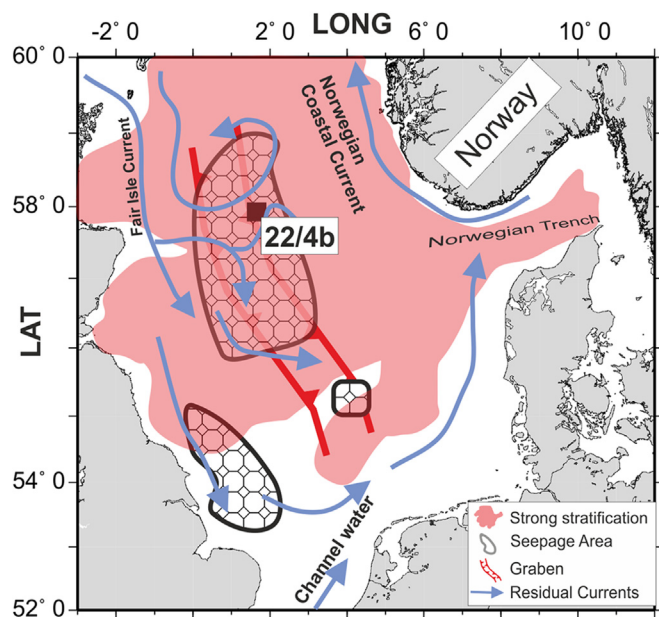 LONG
-2° 0 2° 0 6° 0 10° 0
60° 0
58° 0
LAT
54° 0
52° 0
Fair Isle Current
Norwegian
Coastal Current
Norway
22/4b
Norwegian Trench
Channel water
Strong stratification
Seepage Area
Graben
Residual Currents